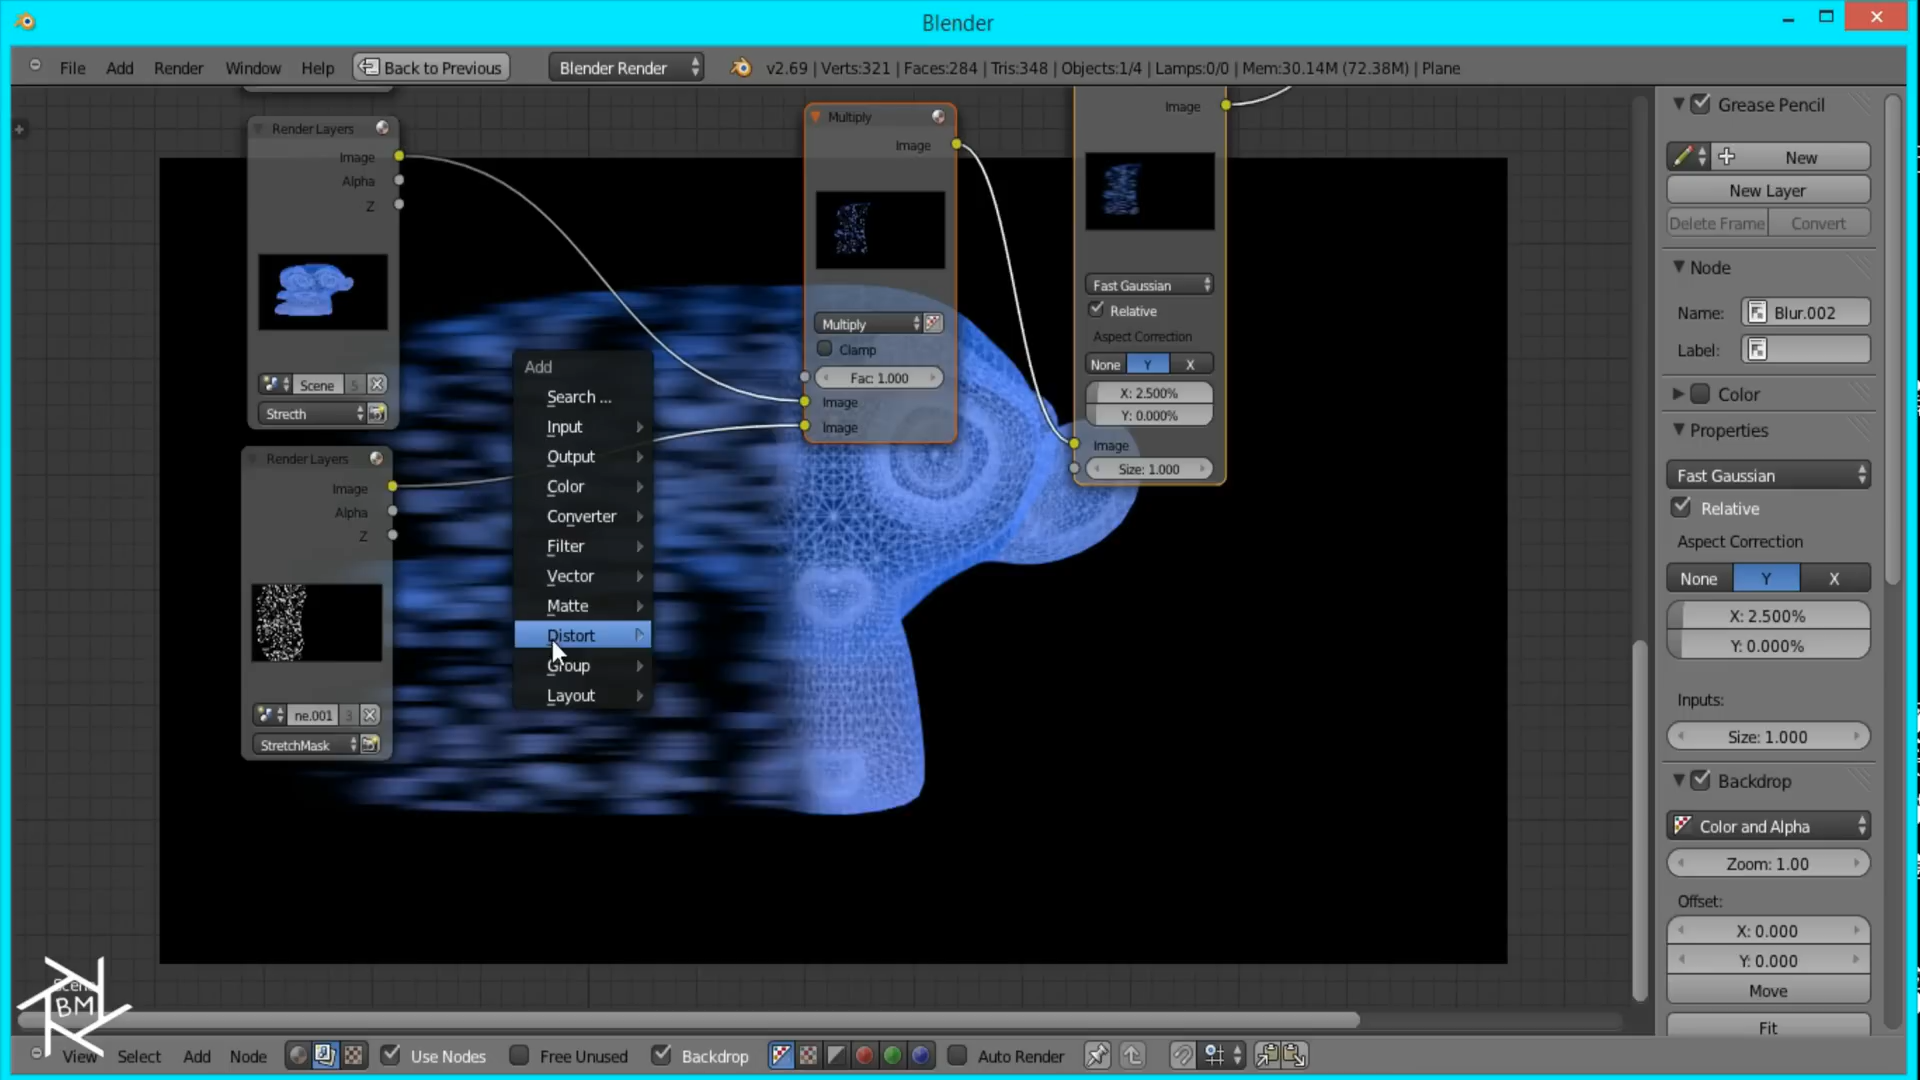 Blender
File Add Render Window Help Back to Previous Blender Render v2.69 | Verts:321 | Faces:284 | Tris:348 | Objects:1/4 | Lamps:0/0 | Mem:30.14M (72.38M) | Plane
Render Layers
Image
Alpha
Z
Scene 5
Strecth
Render Layers
Image
Alpha
Z
ne.001 3
StretchMask
Add
Search ...
Input
Output
Color
Converter
Filter
Vector
Matte
Distort
Group
Layout
Multiply
Image
Multiply
Clamp
Fac: 1.000
Image
Image
Image
Fast Gaussian
Relative
Aspect Correction
None Y X
X: 2.500%
Y: 0.000%
Image
Size: 1.000
Grease Pencil
New
New Layer
Delete Frame Convert
Node
Name: Blur.002
Label:
Color
Properties
Fast Gaussian
Relative
Aspect Correction
None Y X
X: 2.500%
Y: 0.000%
Inputs:
Size: 1.000
Backdrop
Color and Alpha
Zoom: 1.00
Offset:
X: 0.000
Y: 0.000
Move
Fit
BM
View Select Add Node Use Nodes Free Unused Backdrop Auto Render